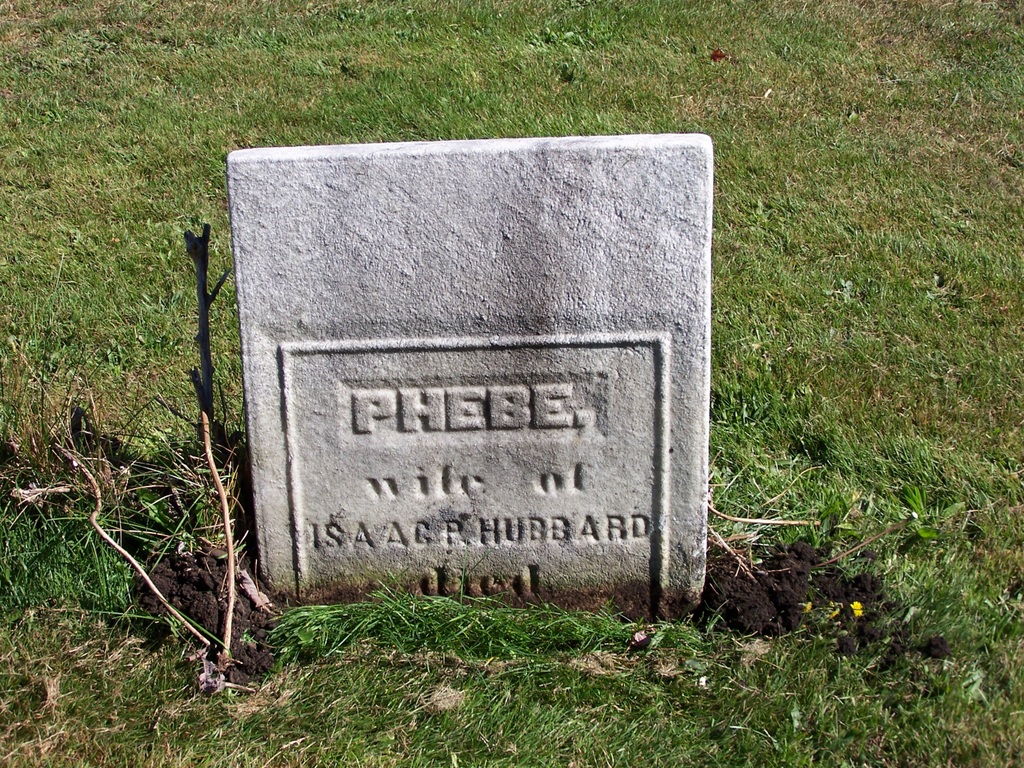 PHEBE.
wife of
ISAAC P. HUBBARD
died